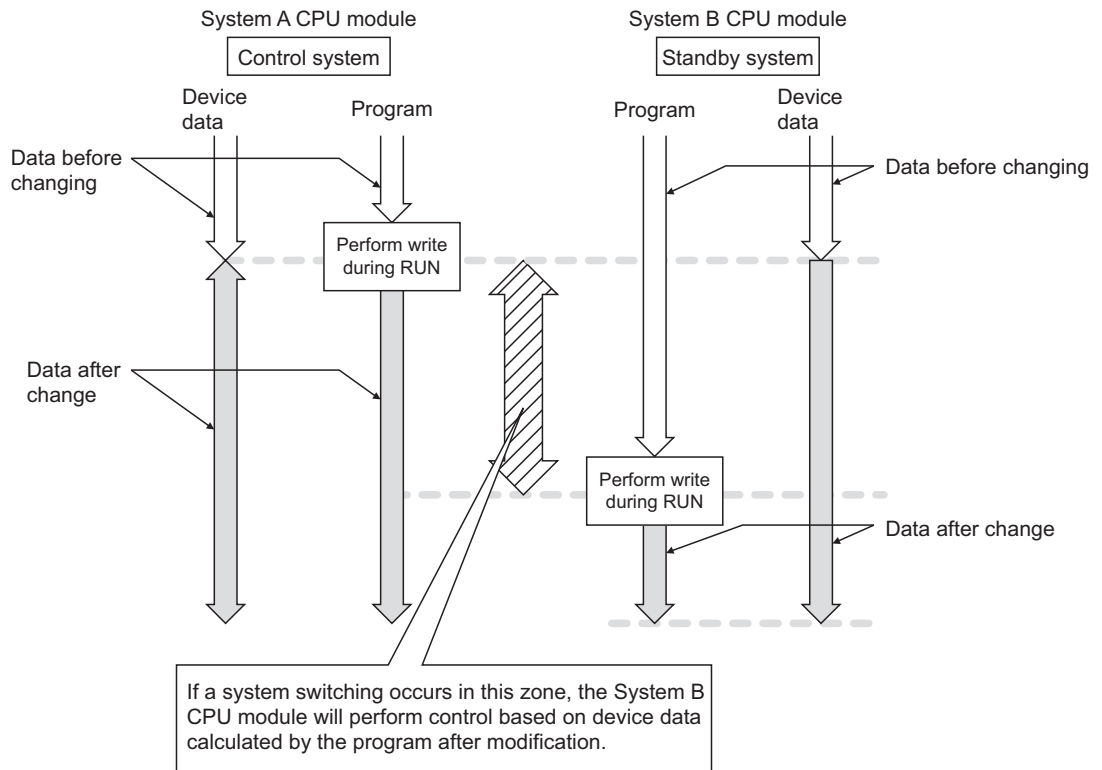 System A CPU module
Control system
System B CPU module
Standby system
Device
data
Program
Program
Device
data
Data before
changing
Data before changing
Perform write
during RUN
Data after
change
Perform write
during RUN
Data after change
If a system switching occurs in this zone, the System B
CPU module will perform control based on device data
calculated by the program after modification.